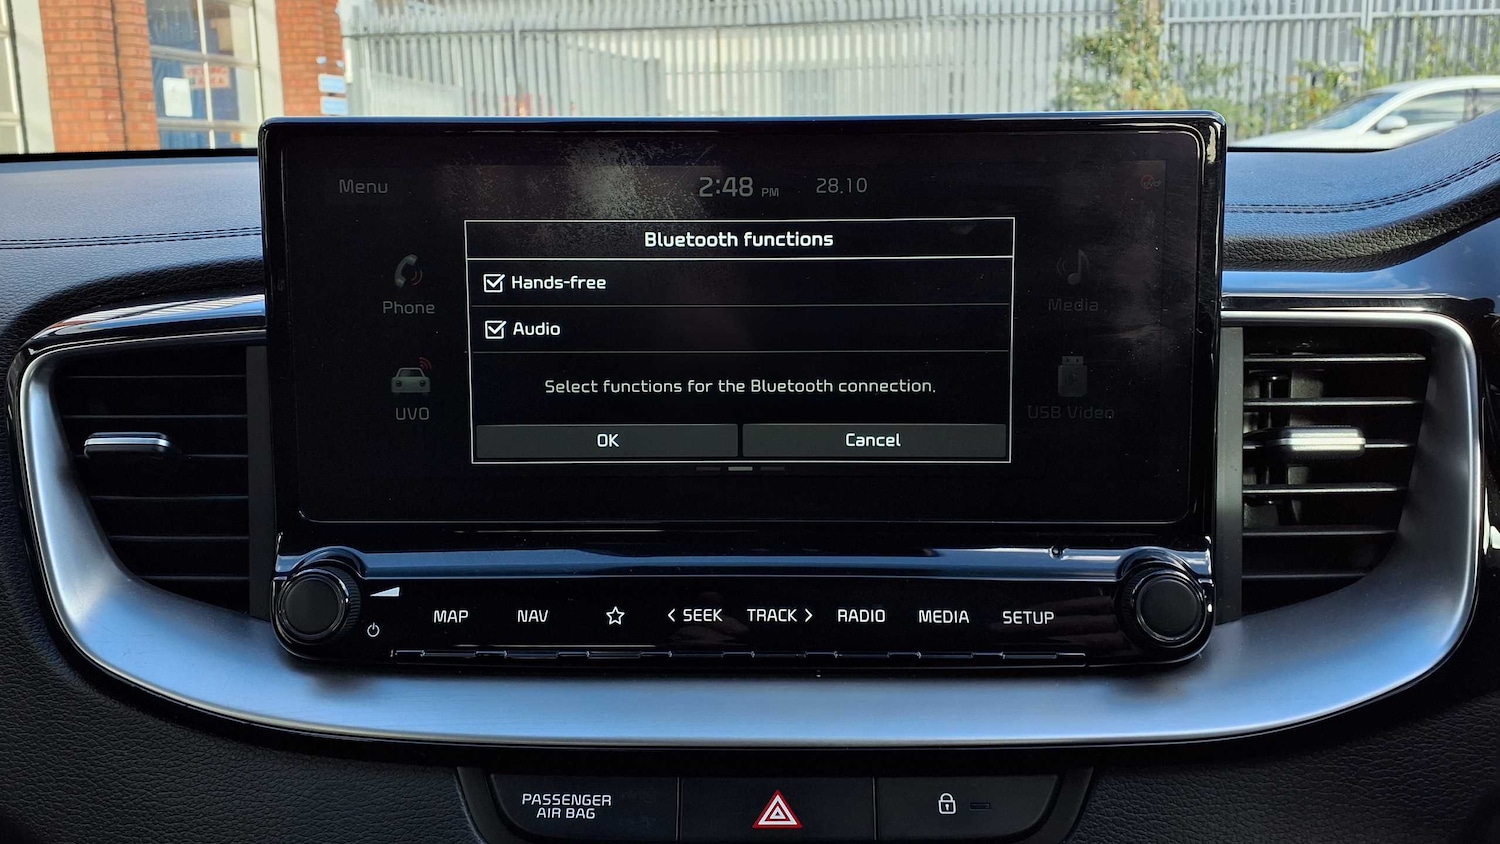 Menu
2:48 PM
28.10
Bluetooth functions
Hands-free
Audio
Select functions for the Bluetooth connection.
OK
Cancel
Phone
Media
UVO
USB Video
MAP
NAV
SEEK
TRACK
RADIO
MEDIA
SETUP
PASSENGER
AIR BAG